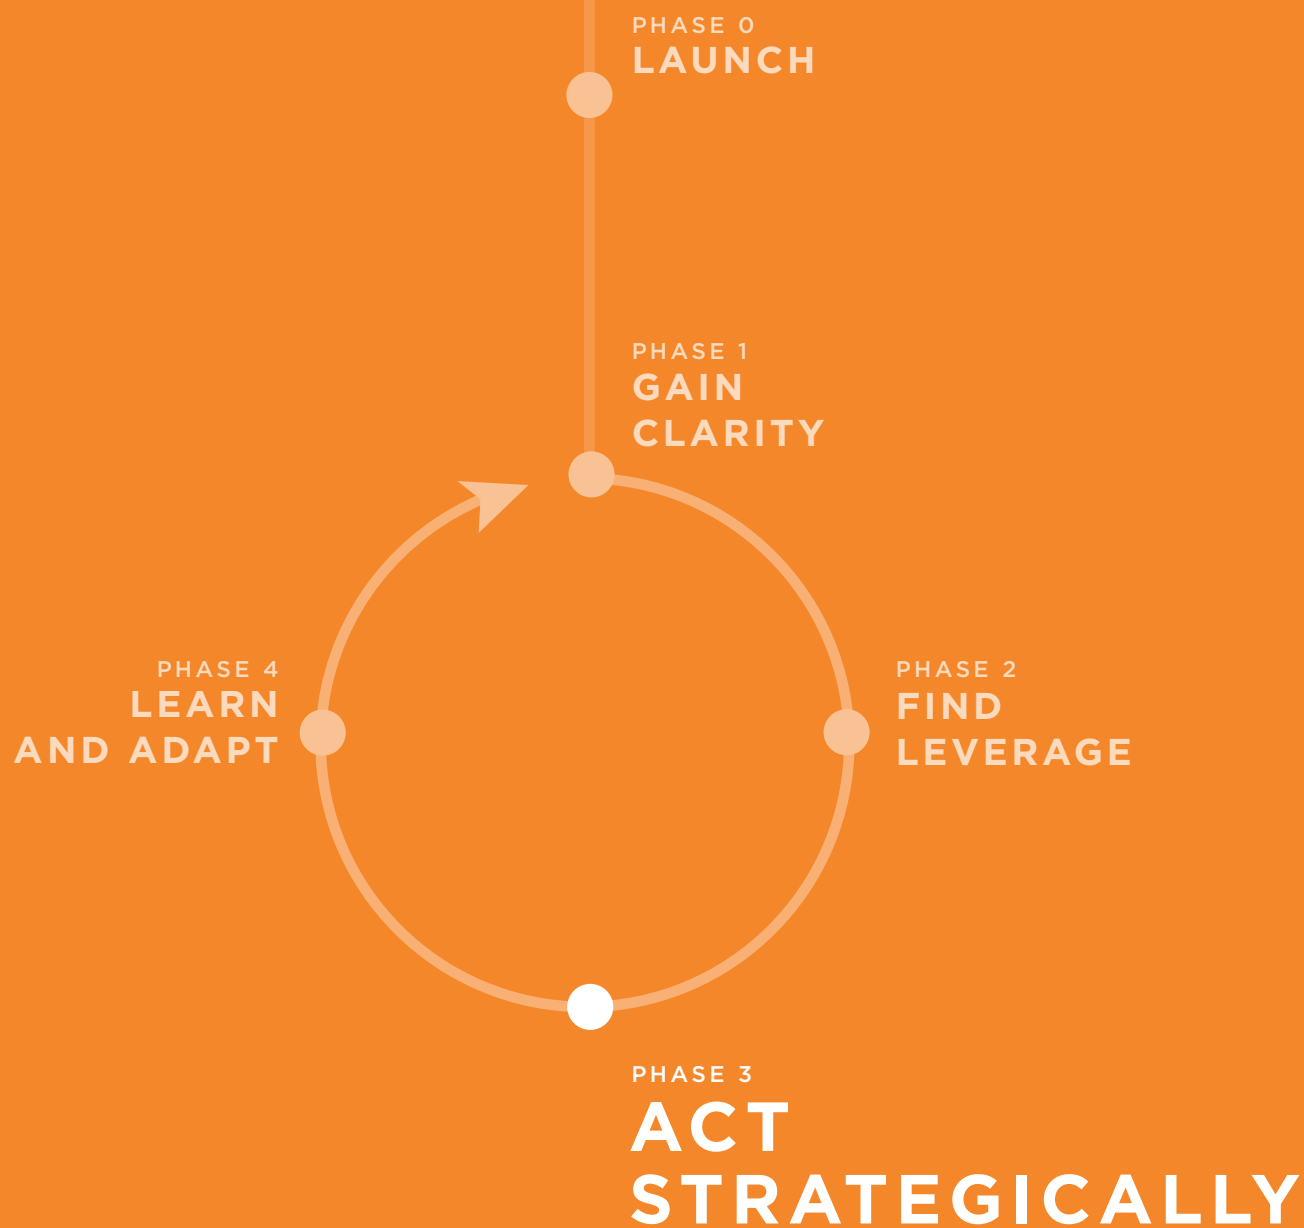 PHASE 0
LAUNCH
PHASE 1
GAIN
CLARITY
PHASE 4
LEARN
AND ADAPT
PHASE 2
FIND
LEVERAGE
PHASE 3
ACT
STRATEGICALLY